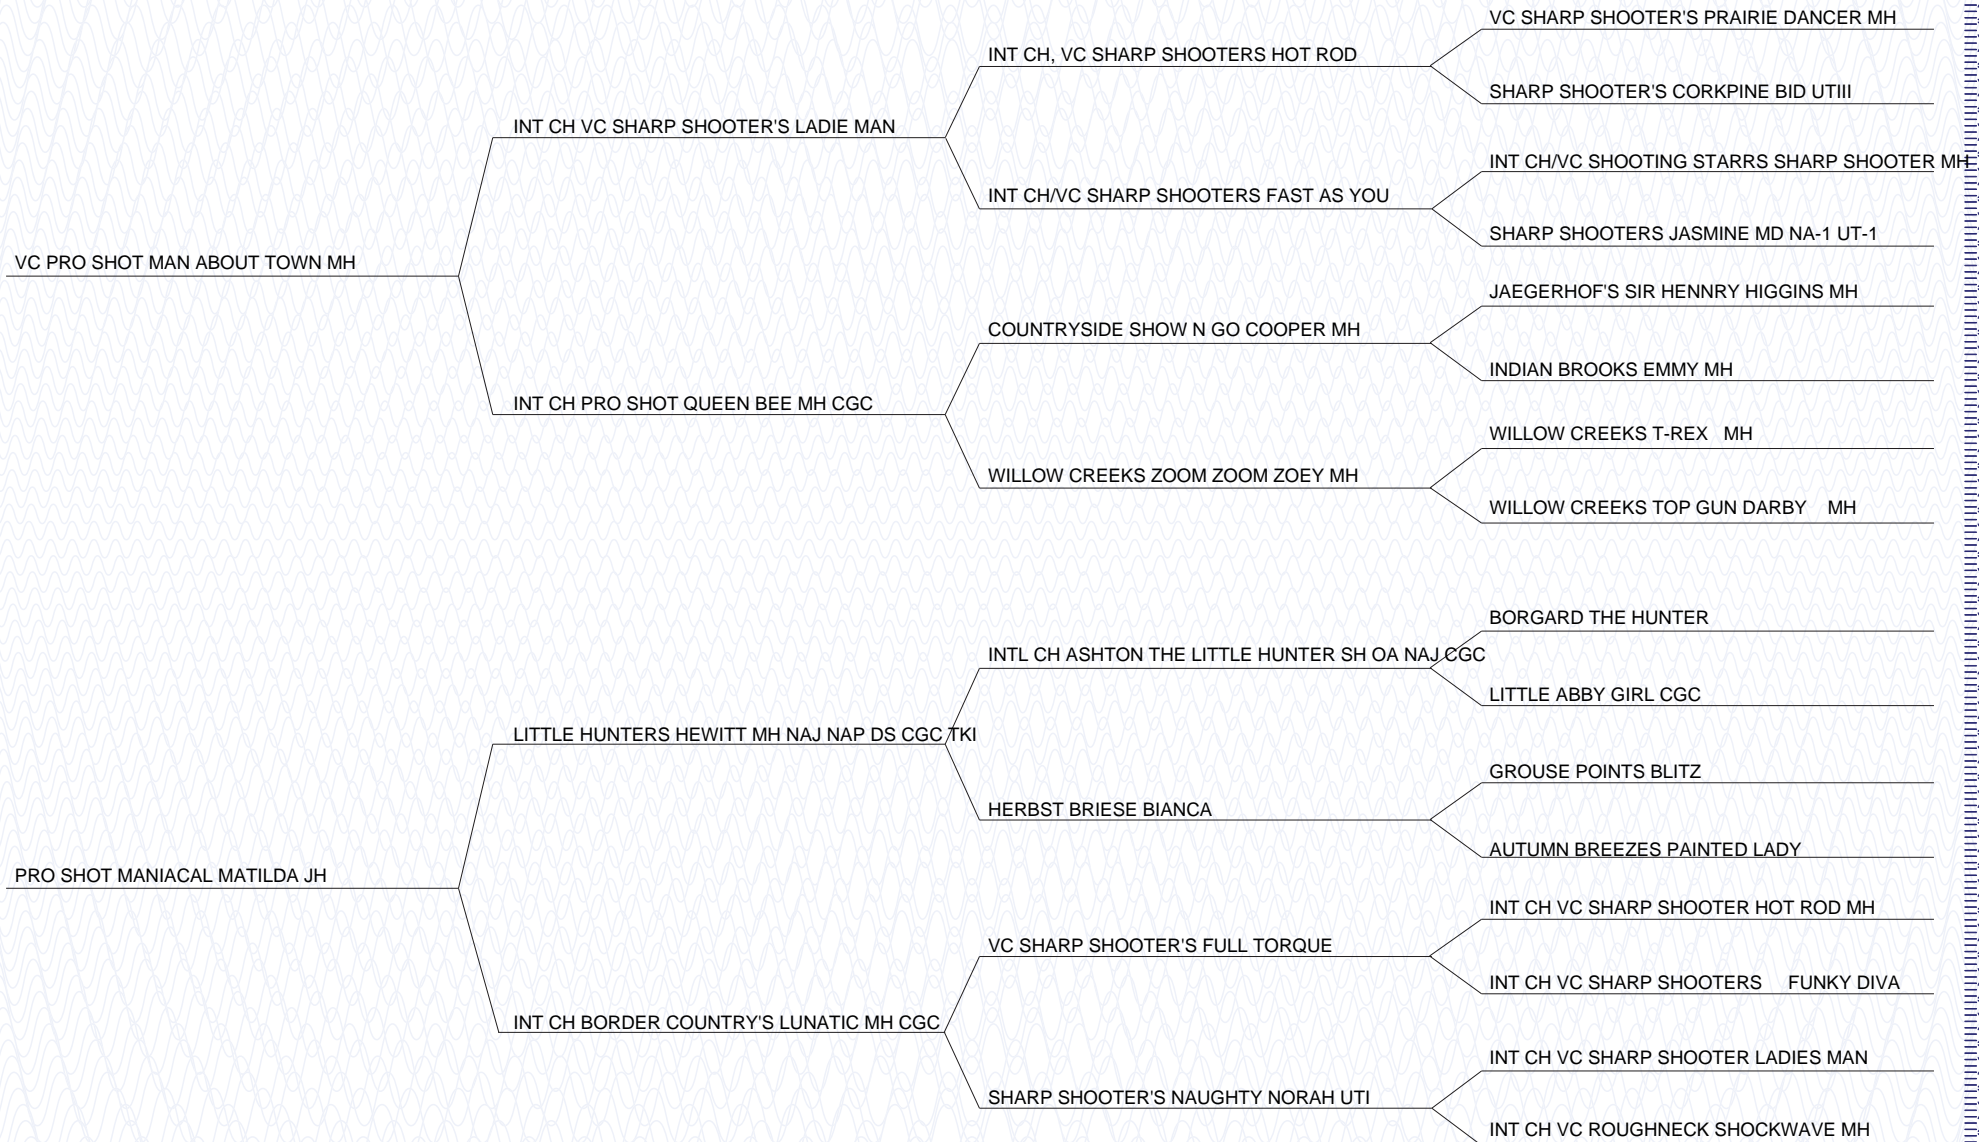 VC SHARP SHOOTER'S PRAIRIE DANCER MH
INT CH, VC SHARP SHOOTERS HOT ROD
SHARP SHOOTER'S CORKPINE BID UTIII
INT CH VC SHARP SHOOTER'S LADIE MAN
INT CH/VC SHOOTING STARRS SHARP SHOOTER MH
INT CH/VC SHARP SHOOTERS FAST AS YOU
SHARP SHOOTERS JASMINE MD NA-1 UT-1
VC PRO SHOT MAN ABOUT TOWN MH
JAEGERHOF'S SIR HENNRY HIGGINS MH
COUNTRYSIDE SHOW N GO COOPER MH
INDIAN BROOKS EMMY MH
INT CH PRO SHOT QUEEN BEE MH CGC
WILLOW CREEKS T-REX MH
WILLOW CREEKS ZOOM ZOOM ZOEY MH
WILLOW CREEKS TOP GUN DARBY MH
BORGARD THE HUNTER
INTL CH ASHTON THE LITTLE HUNTER SH OA NAJ CGC
LITTLE ABBY GIRL CGC
LITTLE HUNTERS HEWITT MH NAJ NAP DS CGC TKI
GROUSE POINTS BLITZ
HERBST BRIESE BIANCA
AUTUMN BREEZES PAINTED LADY
PRO SHOT MANIACAL MATILDA JH
INT CH VC SHARP SHOOTER HOT ROD MH
VC SHARP SHOOTER'S FULL TORQUE
INT CH VC SHARP SHOOTERS FUNKY DIVA
INT CH BORDER COUNTRY'S LUNATIC MH CGC
INT CH VC SHARP SHOOTER LADIES MAN
SHARP SHOOTER'S NAUGHTY NORAH UTI
INT CH VC ROUGHNECK SHOCKWAVE MH